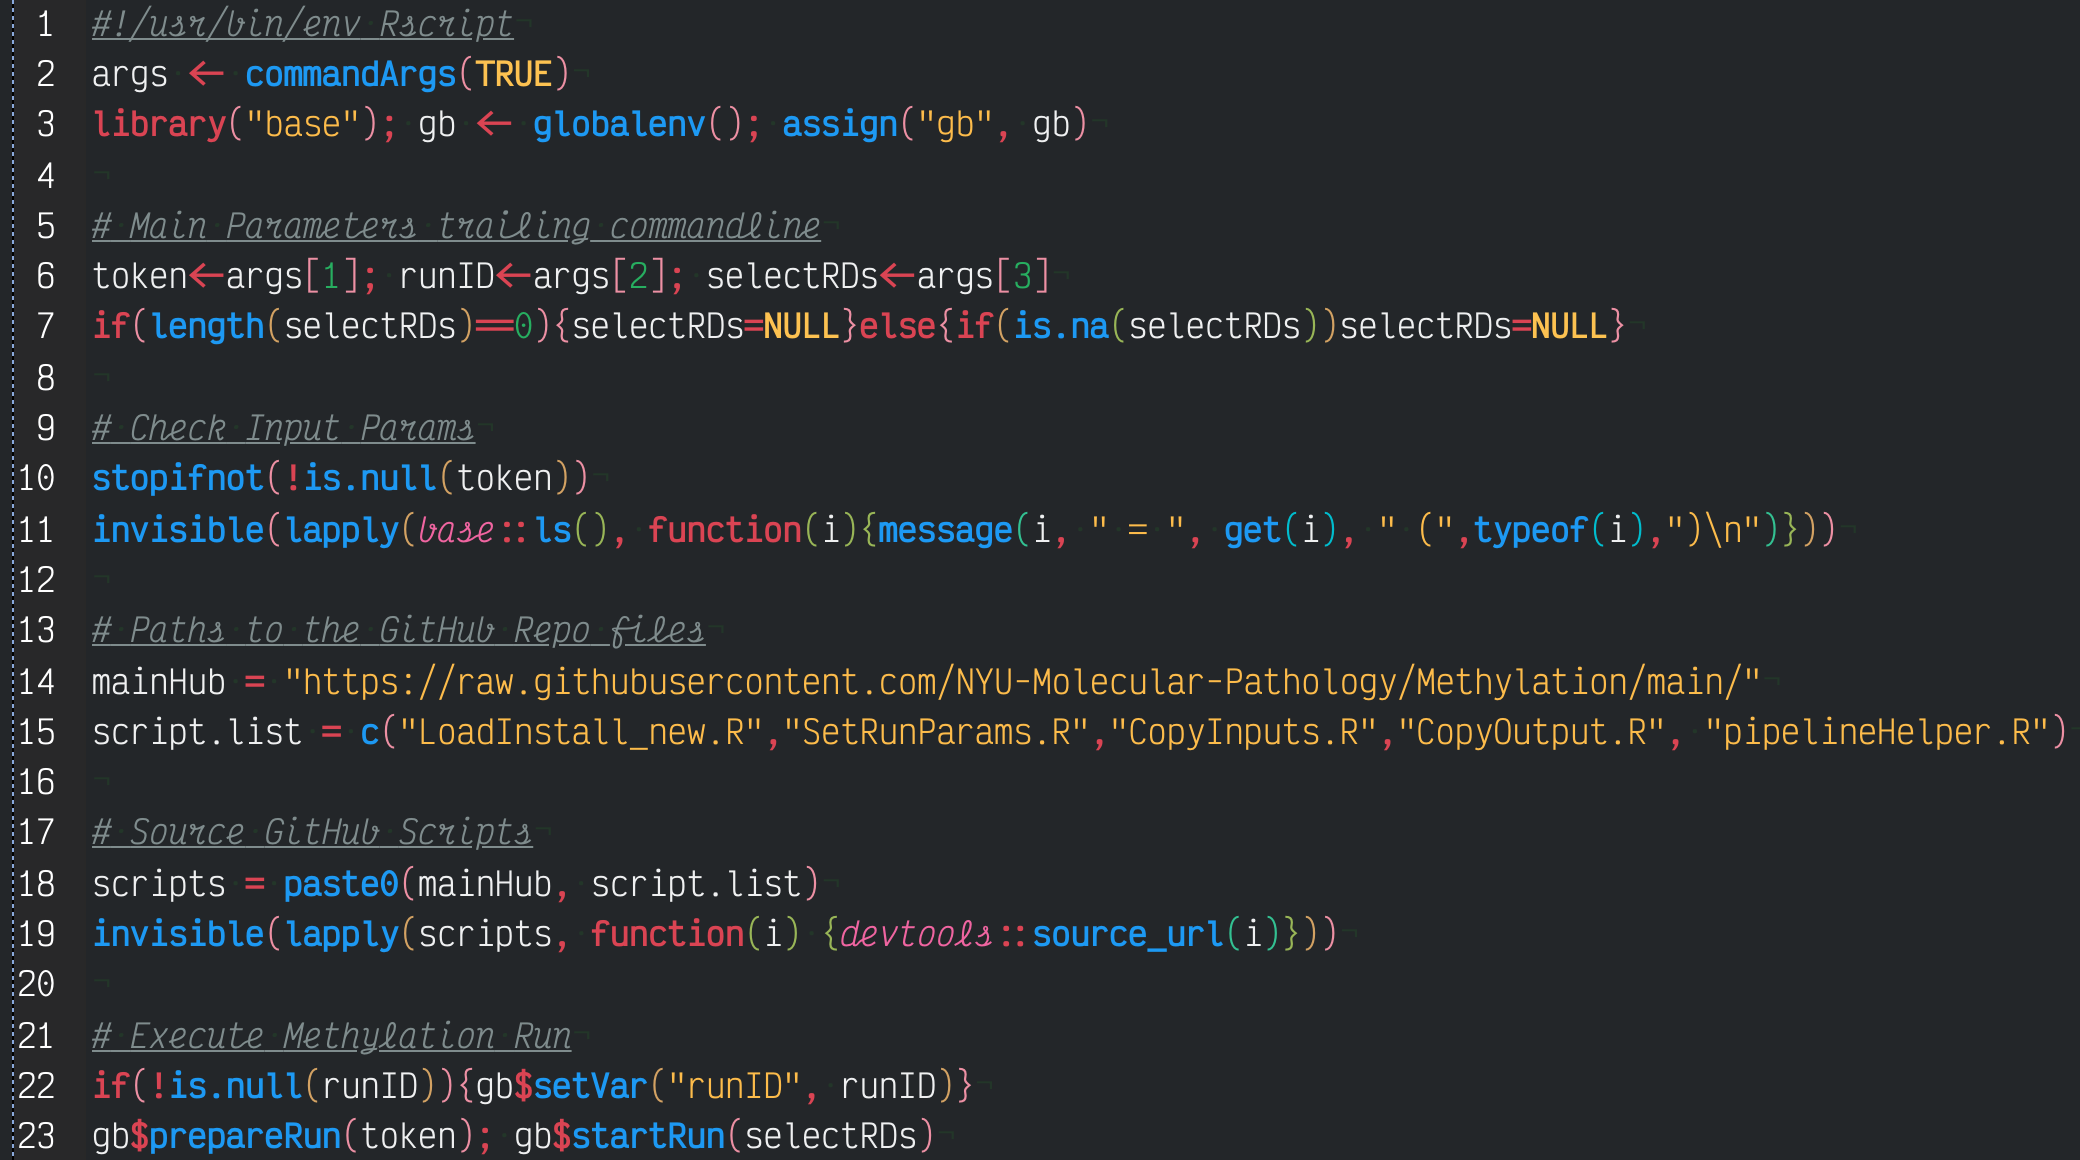 1 #!/usr/bin/env Rscript
2 args <- commandArgs(TRUE)
3 library("base"); gb <- globalenv(); assign("gb", gb)
4
5 # Main Parameters trailing commandline
6 token<-args[1]; runID<-args[2]; selectRDs<-args[3]
7 if(length(selectRDs)==0){selectRDs=NULL}else{if(is.na(selectRDs))selectRDs=NULL}
8
9 # Check Input Params
10 stopifnot(!is.null(token))
11 invisible(lapply(base::ls(), function(i){message(i, " = ", get(i), " (",typeof(i),")\n")}))
12
13 # Paths to the GitHub Repo files
14 mainHub = "https://raw.githubusercontent.com/NYU-Molecular-Pathology/Methylation/main/"
15 script.list = c("LoadInstall_new.R","SetRunParams.R","CopyInputs.R","CopyOutput.R", "pipelineHelper.R")
16
17 # Source GitHub Scripts
18 scripts = paste0(mainHub, script.list)
19 invisible(lapply(scripts, function(i) {devtools::source_url(i)}))
20
21 # Execute Methylation Run
22 if(!is.null(runID)){gb$setVar("runID", runID)}
23 gb$prepareRun(token); gb$startRun(selectRDs)